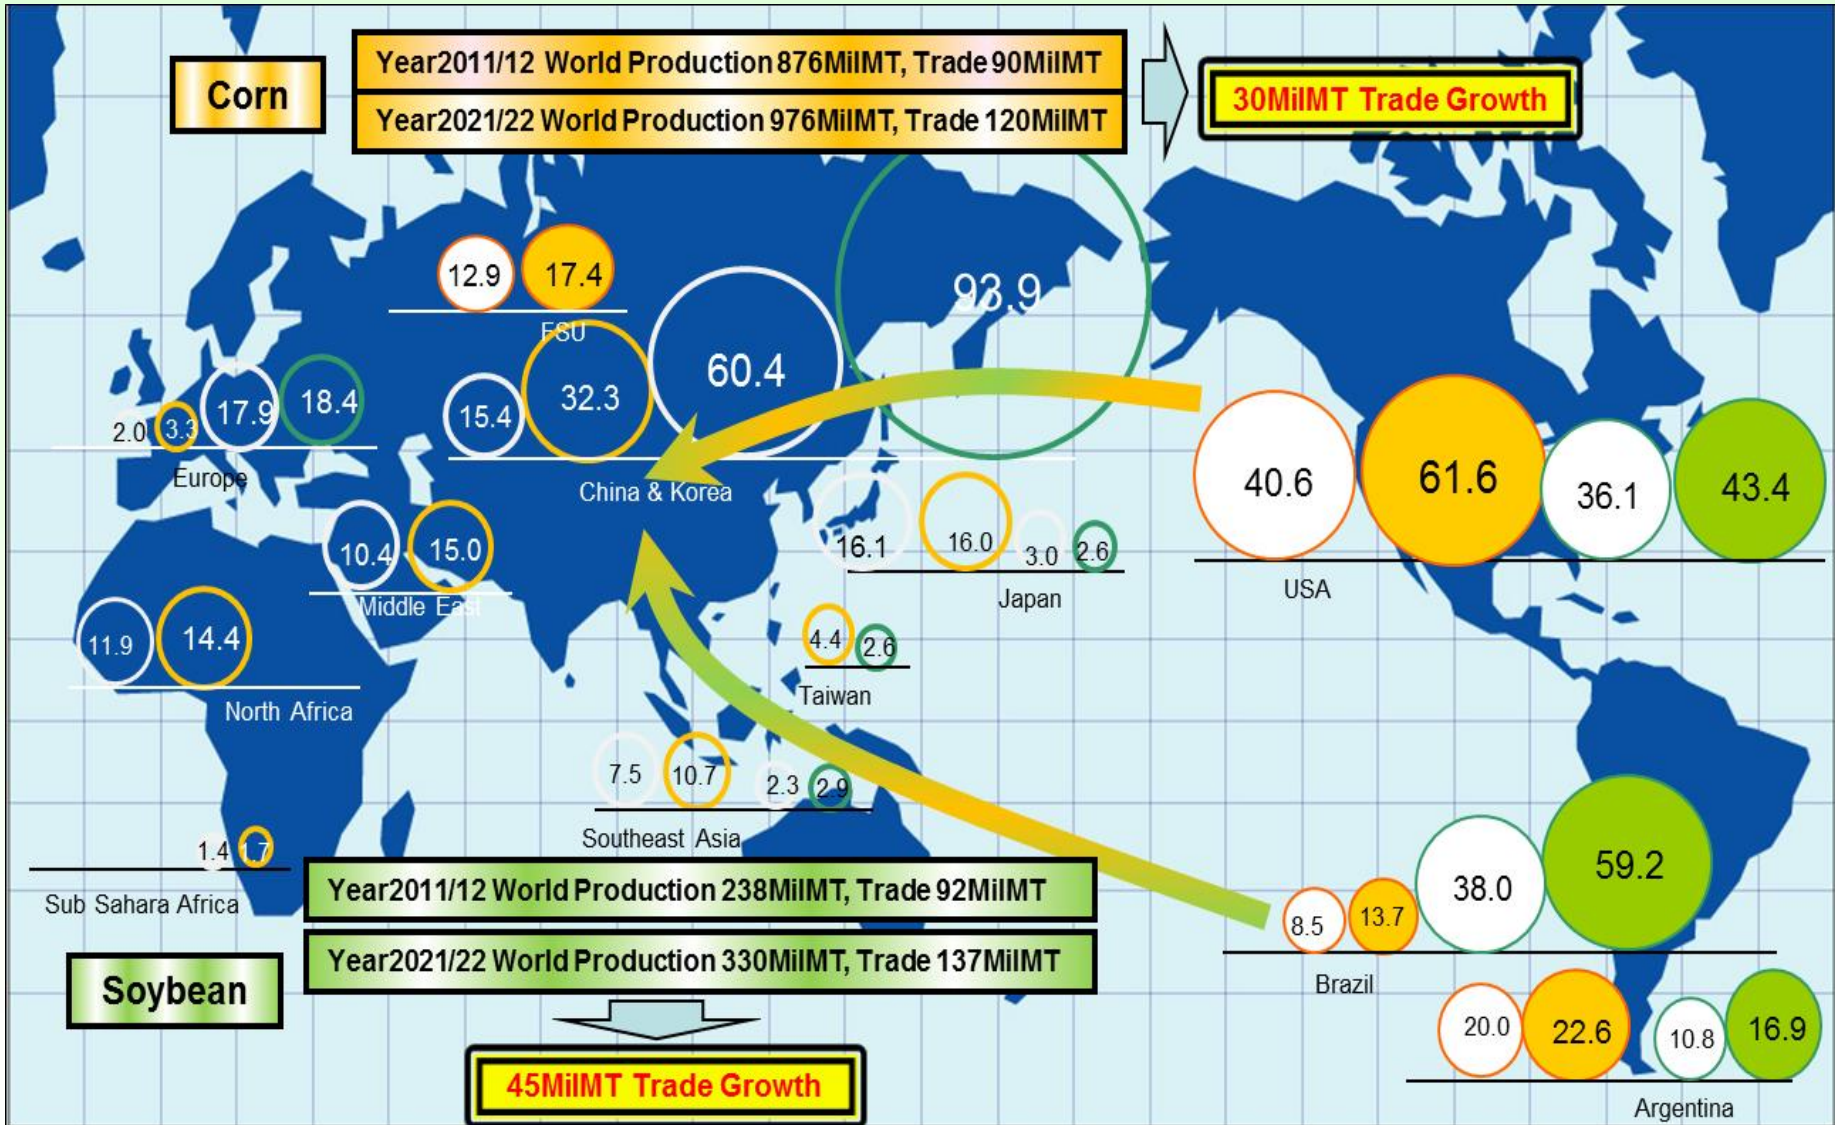 Corn
Year2011/12 World Production 876MilMT, Trade 90MilMT
Year2021/22 World Production 976MilMT, Trade 120MilMT
30MilMT Trade Growth
12.9
17.4
FSU
93.9
2.0
3.3
17.9
18.4
Europe
15.4
32.3
60.4
China & Korea
40.6
61.6
36.1
43.4
USA
10.4
15.0
Middle East
16.1
16.0
3.0
2.6
Japan
11.9
14.4
North Africa
4.4
2.6
Taiwan
7.5
10.7
2.3
2.9
Southeast Asia
1.4
1.7
Sub Sahara Africa
8.5
13.7
38.0
59.2
Brazil
20.0
22.6
10.8
16.9
Argentina
Year2011/12 World Production 238MilMT, Trade 92MilMT
Year2021/22 World Production 330MilMT, Trade 137MilMT
Soybean
45MilMT Trade Growth